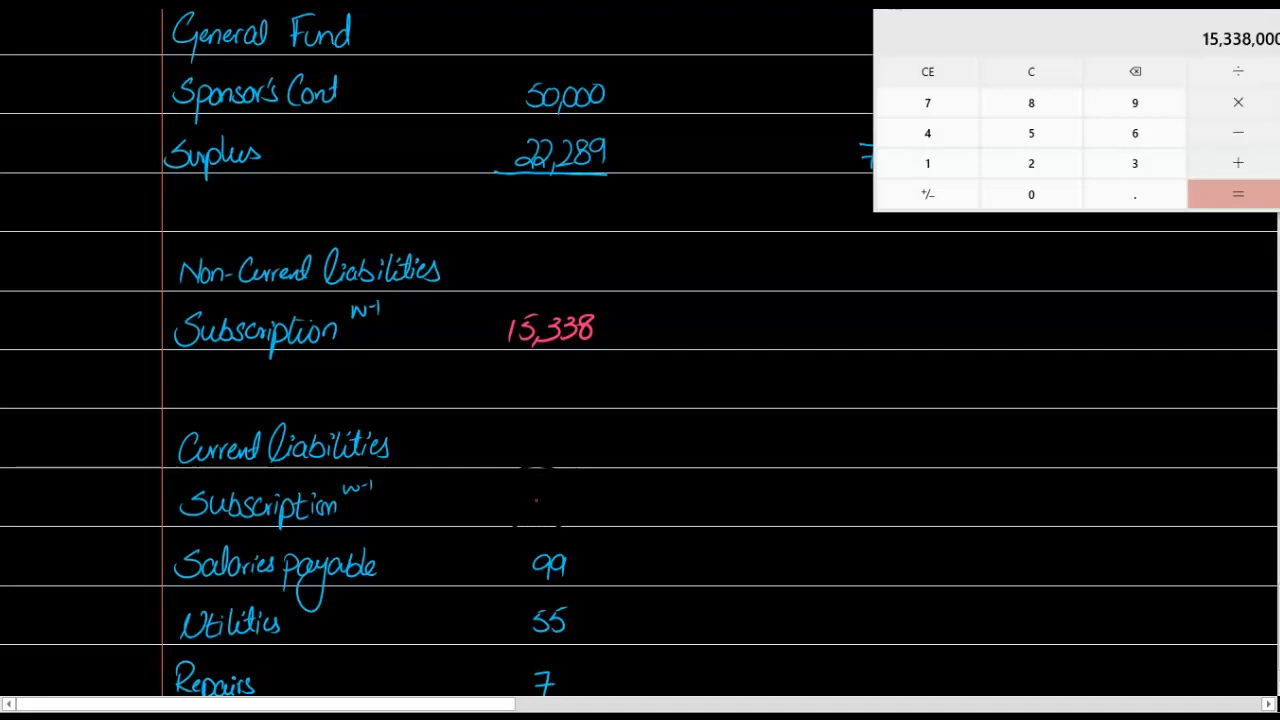 General Fund
Sponsor's Cont 50,000
Surplus 22,289 7
Non-Current liabilities
Subscription W-1 15,338
Current liabilities
Subscription W-1
Salaries payable 99
Utilities 55
Repairs 7
15,338,000
CE C ⌫ ÷
7 8 9 ×
4 5 6 −
1 2 3 +
+/− 0 . =